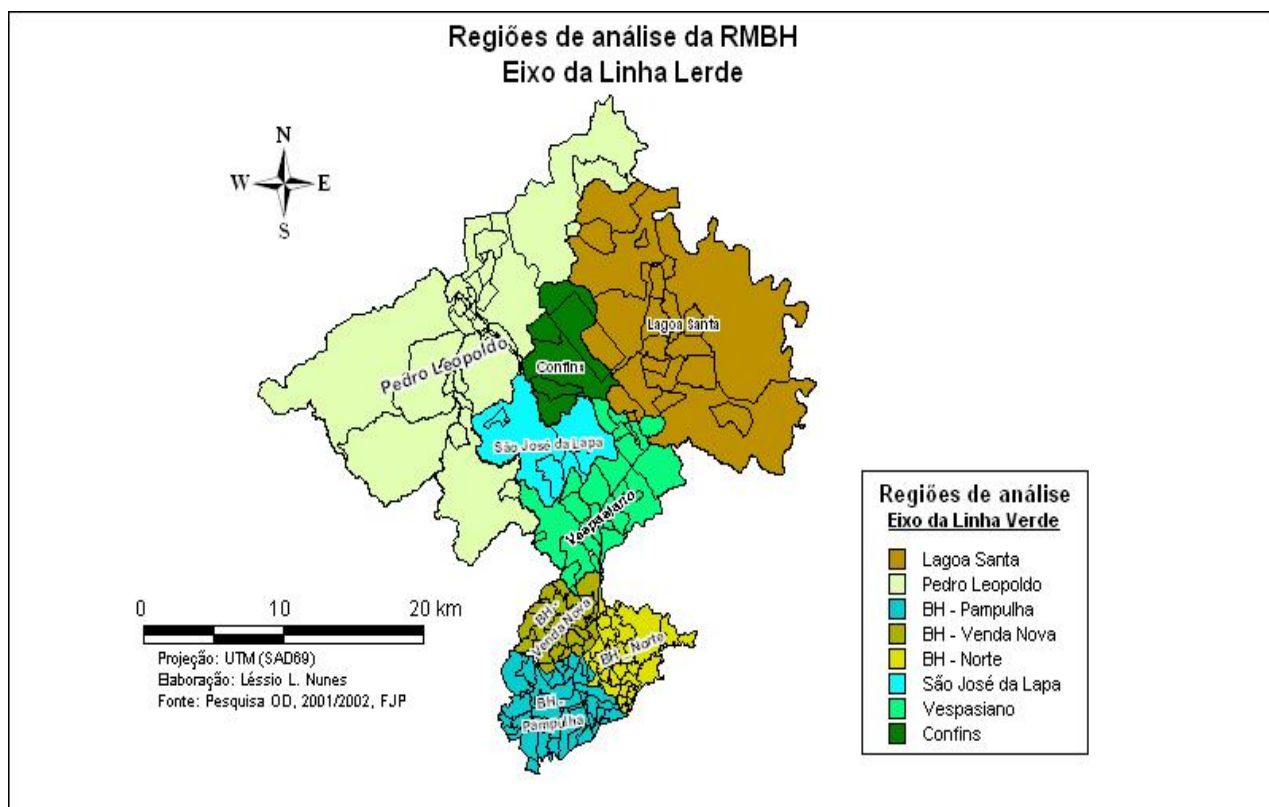 Regiões de análise da RMBH
Eixo da Linha Lerde
N
W
E
S
Lagoa Santa
Pedro Leopoldo
Confins
São José da Lapa
Vespasiano
BH -
Venda Nova
BH - Norte
BH -
Pampulha
0 10 20 km
Projeção: UTM (SAD69)
Elaboração: Léssio L. Nunes
Fonte: Pesquisa OD, 2001/2002, FJP
Regiões de análise
Eixo da Linha Verde
Lagoa Santa
Pedro Leopoldo
BH - Pampulha
BH - Venda Nova
BH - Norte
São José da Lapa
Vespasiano
Confins